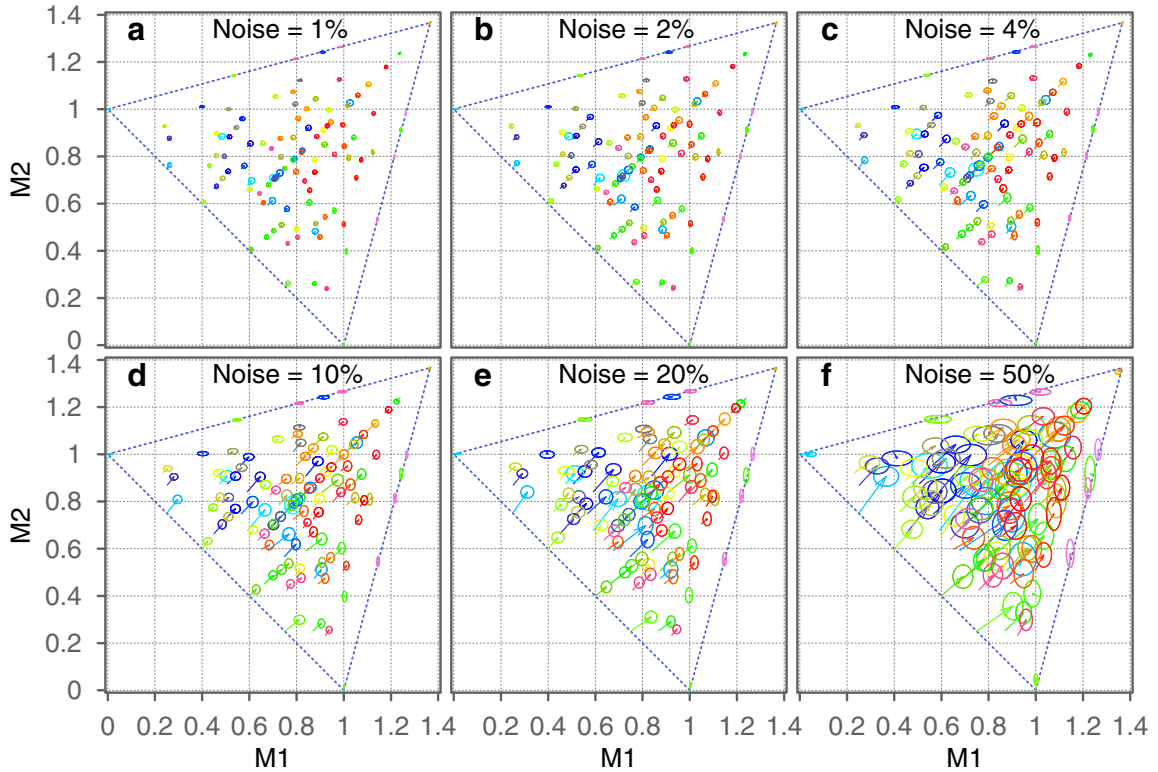 a Noise = 1%
b Noise = 2%
c Noise = 4%
M2
1.4
1.2
1
0.8
0.6
0.4
0.2
0
d Noise = 10%
e Noise = 20%
f Noise = 50%
M2
1.4
1.2
1
0.8
0.6
0.4
0.2
0
0 0.2 0.4 0.6 0.8 1 1.2 1.4
0.2 0.4 0.6 0.8 1 1.2 1.4
0.2 0.4 0.6 0.8 1 1.2 1.4
M1 M1 M1